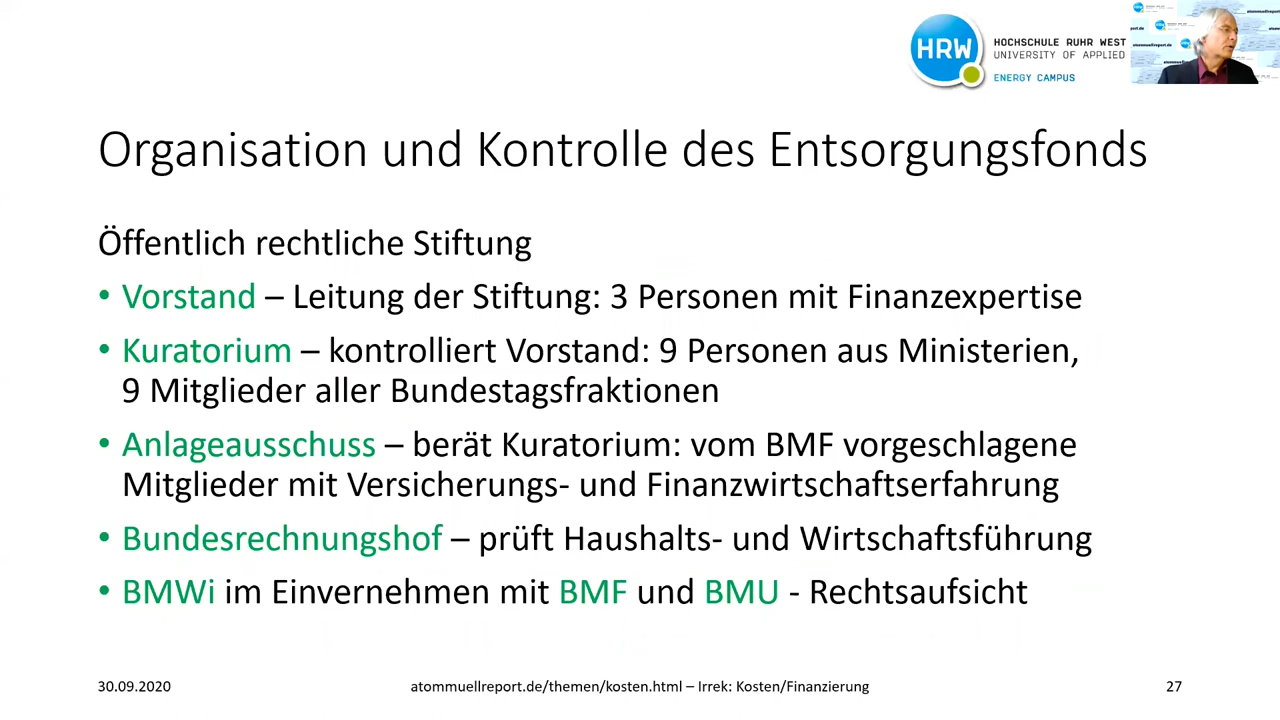 HRW
HOCHSCHULE RUHR WEST
UNIVERSITY OF APPLIED
ENERGY CAMPUS
Organisation und Kontrolle des Entsorgungsfonds
Öffentlich rechtliche Stiftung
• Vorstand – Leitung der Stiftung: 3 Personen mit Finanzexpertise
• Kuratorium – kontrolliert Vorstand: 9 Personen aus Ministerien,
9 Mitglieder aller Bundestagsfraktionen
• Anlageausschuss – berät Kuratorium: vom BMF vorgeschlagene
Mitglieder mit Versicherungs- und Finanzwirtschaftserfahrung
• Bundesrechnungshof – prüft Haushalts- und Wirtschaftsführung
• BMWi im Einvernehmen mit BMF und BMU - Rechtsaufsicht
30.09.2020
atommuellreport.de/themen/kosten.html – Irrek: Kosten/Finanzierung
27